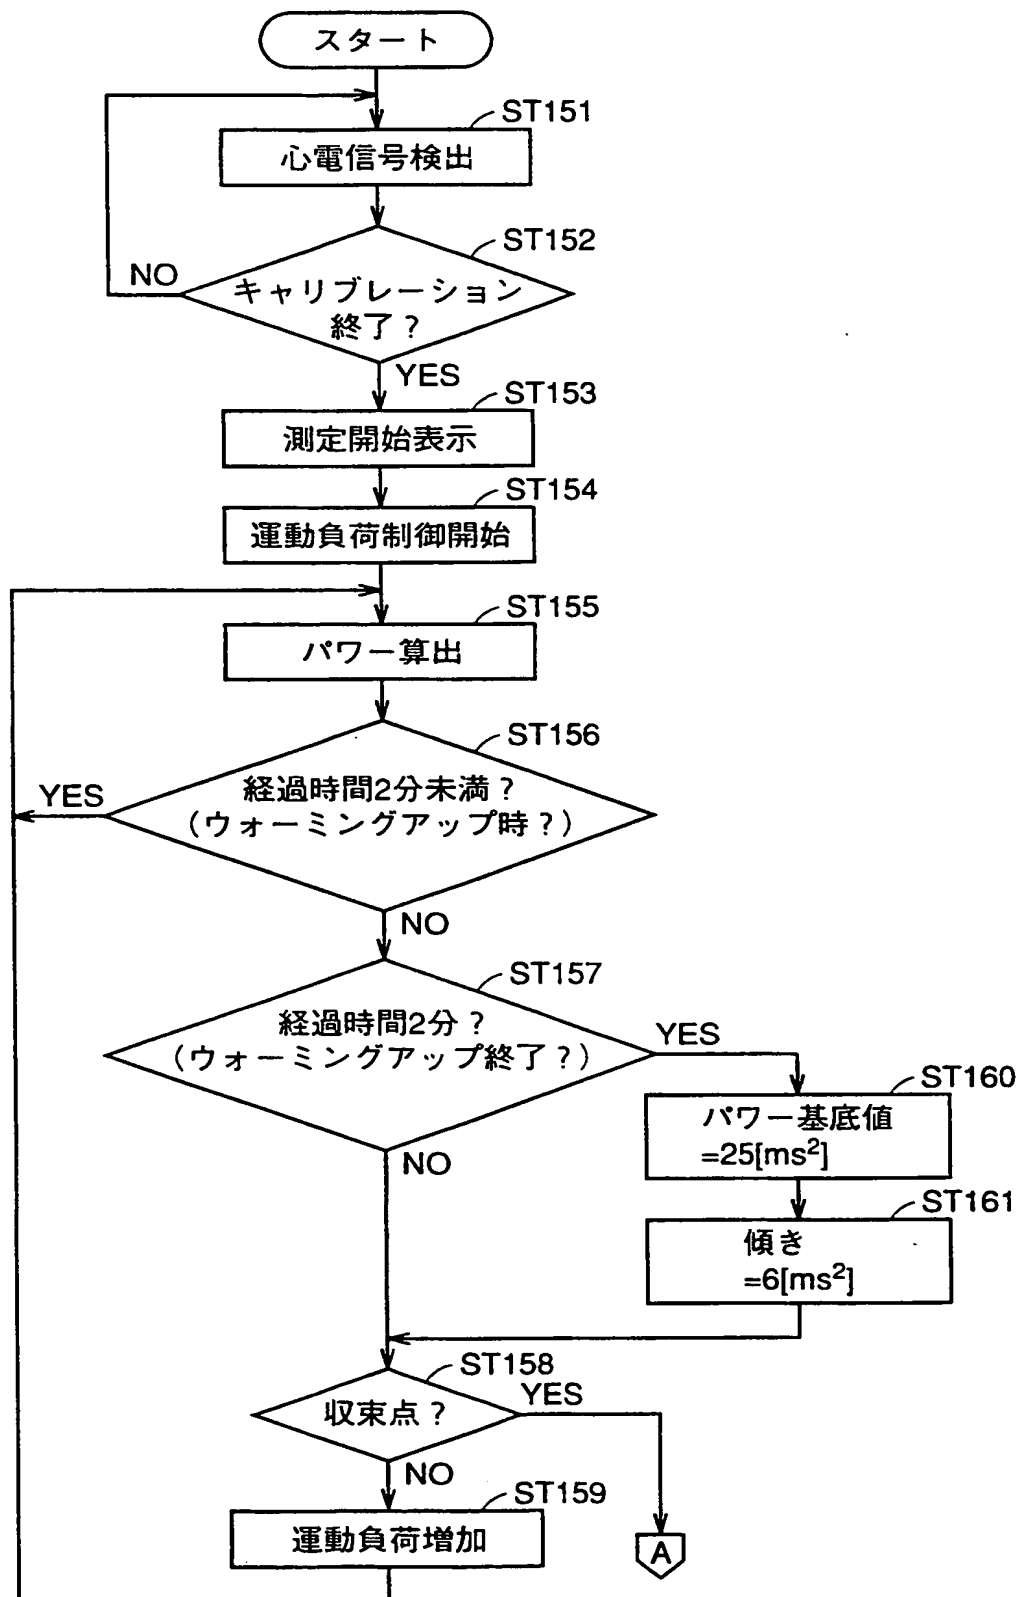 スタート
ST151
心電信号検出
ST152
NO
キャリブレーション
終了？
YES
ST153
測定開始表示
ST154
運動負荷制御開始
ST155
パワー算出
ST156
YES
経過時間2分未満？
（ウォーミングアップ時？）
NO
ST157
経過時間2分？
（ウォーミングアップ終了？）
YES
ST160
パワー基底値
=25[ms²]
NO
ST161
傾き
=6[ms²]
ST158
収束点？
YES
NO
ST159
運動負荷増加
A